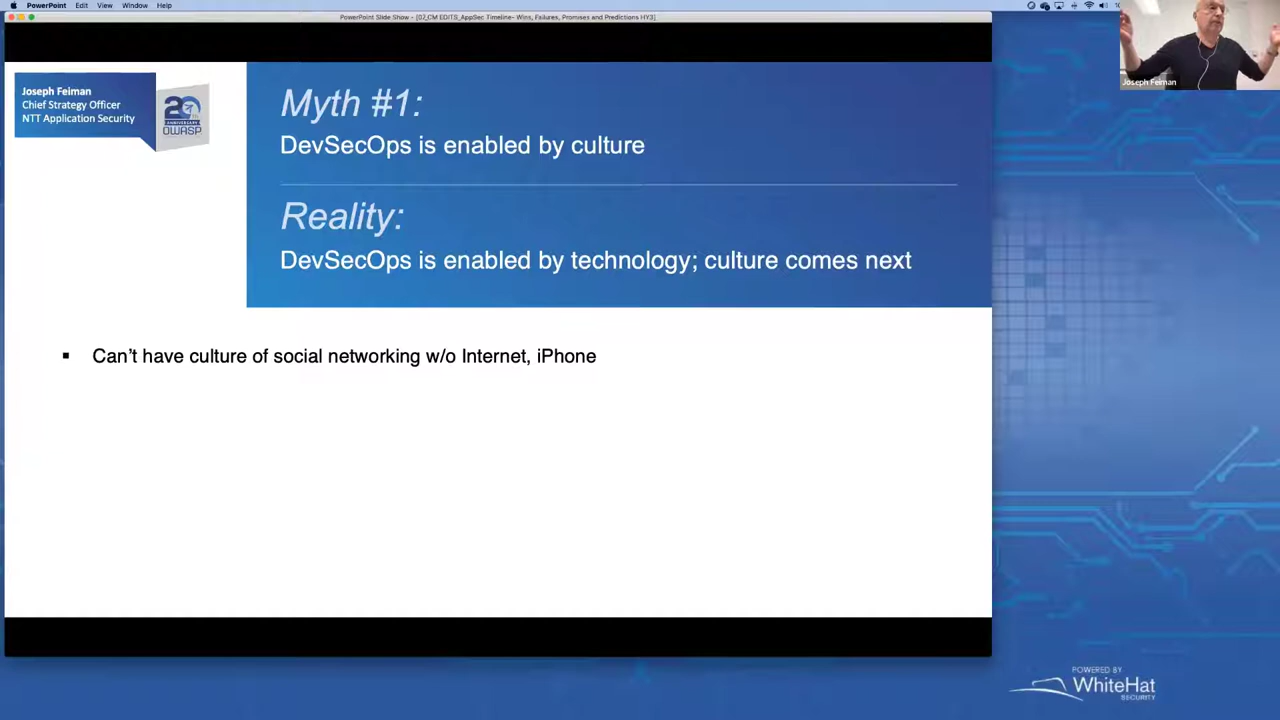 PowerPoint Edit View Window Help
PowerPoint Slide Show - [02_CM EDITS_AppSec Timeline- Wins, Failures, Promises and Predictions HY3]
Joseph Feiman
Chief Strategy Officer
NTT Application Security
20
ANNIVERSARY
OWASP
Myth #1:
DevSecOps is enabled by culture
Reality:
DevSecOps is enabled by technology; culture comes next
▪ Can’t have culture of social networking w/o Internet, iPhone
Joseph Feiman
POWERED BY
WhiteHat
SECURITY